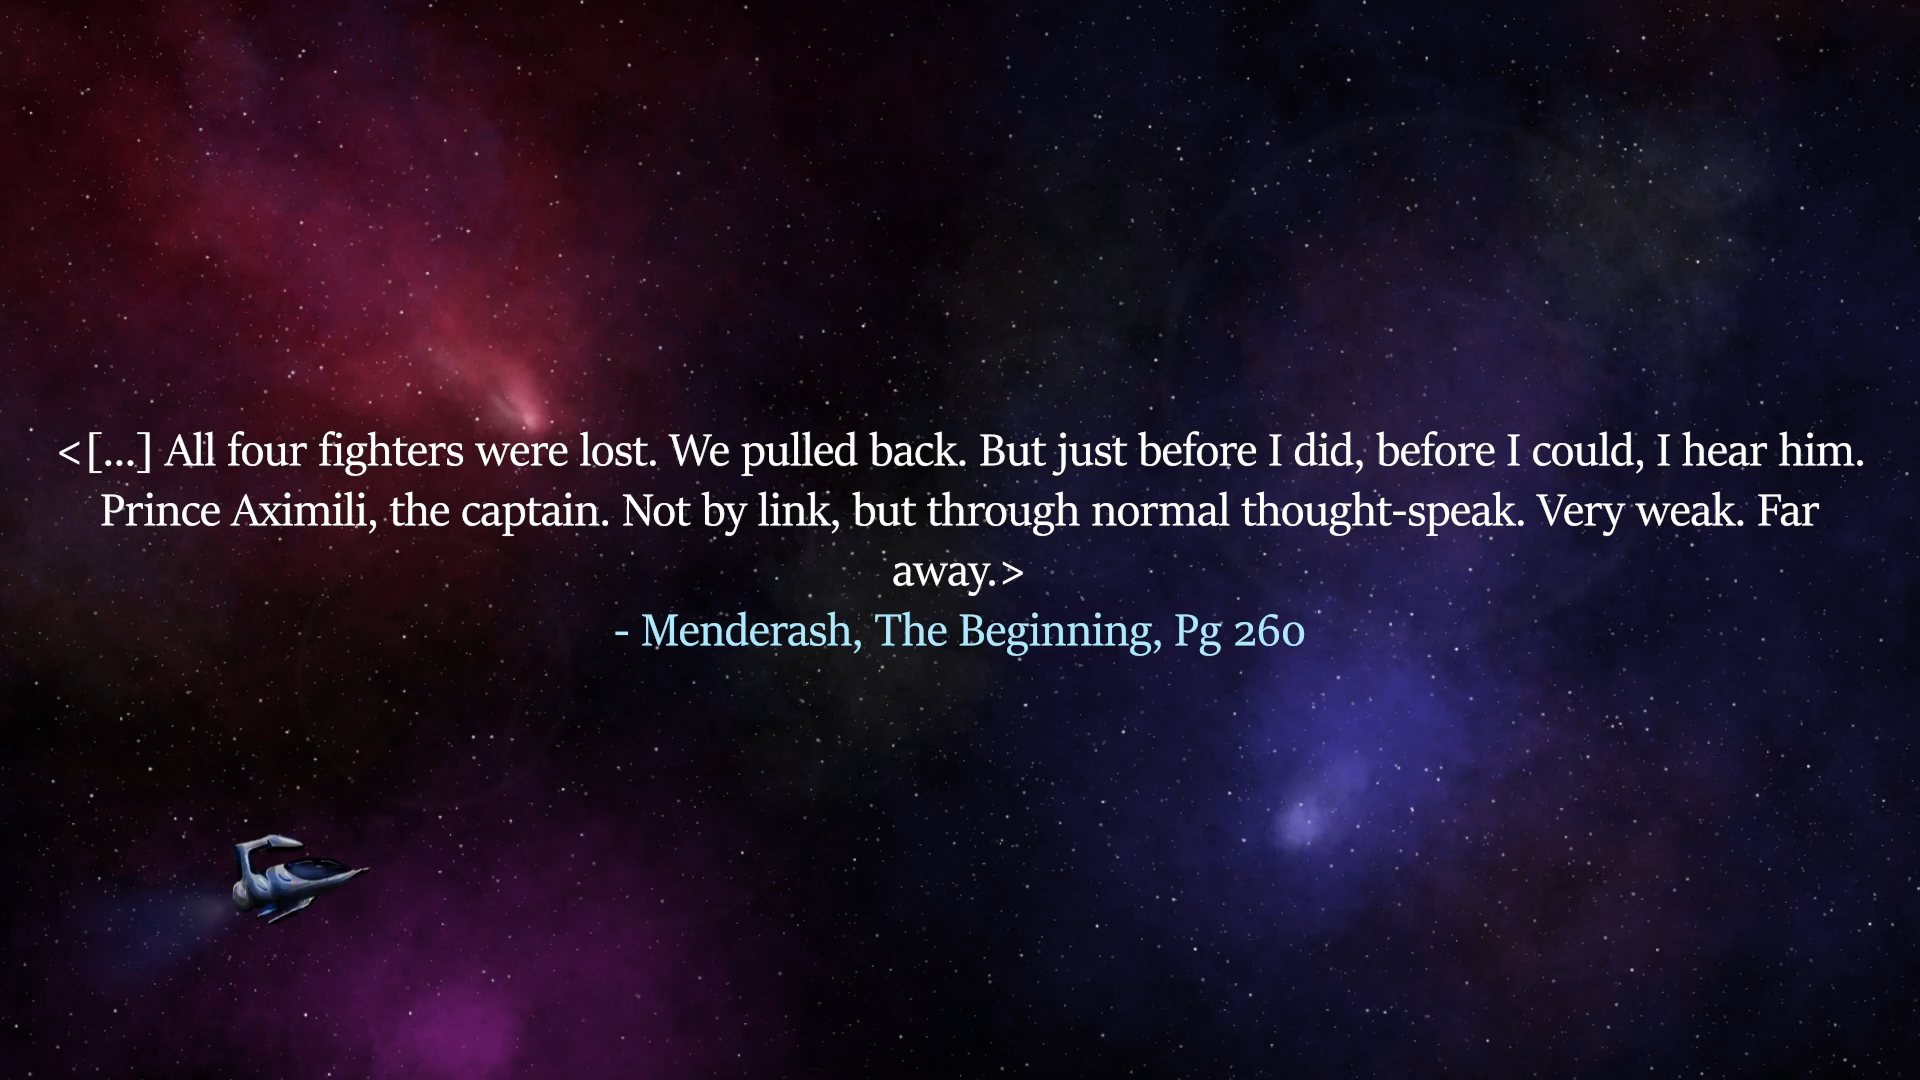 <[...] All four fighters were lost. We pulled back. But just before I did, before I could, I hear him.
Prince Aximili, the captain. Not by link, but through normal thought-speak. Very weak. Far
away.>
- Menderash, The Beginning, Pg 260